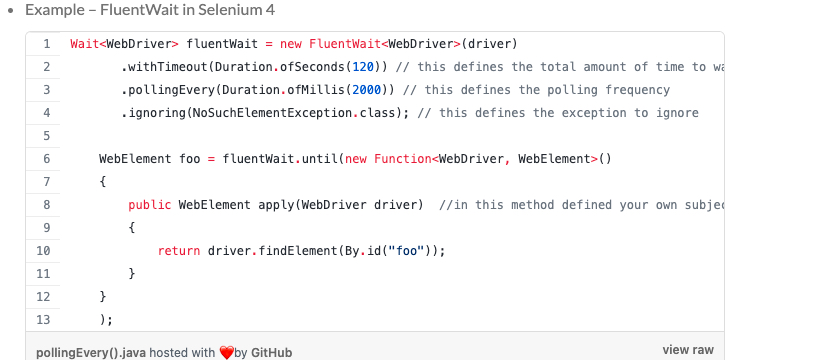 Example – FluentWait in Selenium 4
1 Wait<WebDriver> fluentWait = new FluentWait<WebDriver>(driver)
2 .withTimeout(Duration.ofSeconds(120)) // this defines the total amount of time to
3 .pollingEvery(Duration.ofMillis(2000)) // this defines the polling frequency
4 .ignoring(NoSuchElementException.class); // this defines the exception to ignore
5
6 WebElement foo = fluentWait.until(new Function<WebDriver, WebElement>()
7 {
8 public WebElement apply(WebDriver driver) //in this method defined your own
9 {
10 return driver.findElement(By.id("foo"));
11 }
12 }
13 );
pollingEvery().java hosted with ❤ by GitHub
view raw